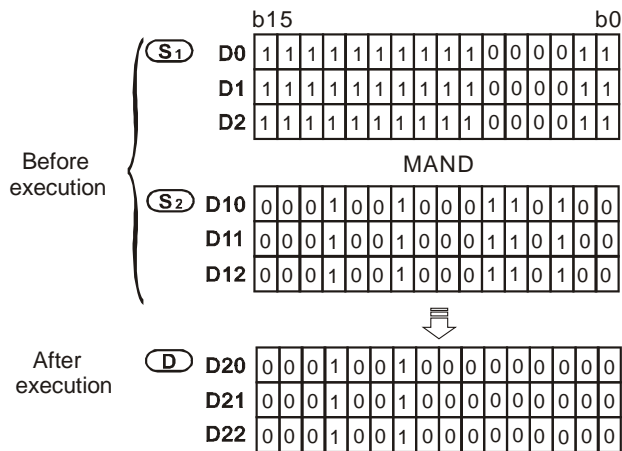 b15 b0
S1 D0 1 1 1 1 1 1 1 1 1 1 0 0 0 0 1 1
D1 1 1 1 1 1 1 1 1 1 1 0 0 0 0 1 1
D2 1 1 1 1 1 1 1 1 1 1 0 0 0 0 1 1
Before
execution
MAND
S2 D10 0 0 0 1 0 0 1 0 0 0 1 1 0 1 0 0
D11 0 0 0 1 0 0 1 0 0 0 1 1 0 1 0 0
D12 0 0 0 1 0 0 1 0 0 0 1 1 0 1 0 0
After
execution
D D20 0 0 0 1 0 0 1 0 0 0 0 0 0 0 0 0
D21 0 0 0 1 0 0 1 0 0 0 0 0 0 0 0 0
D22 0 0 0 1 0 0 1 0 0 0 0 0 0 0 0 0